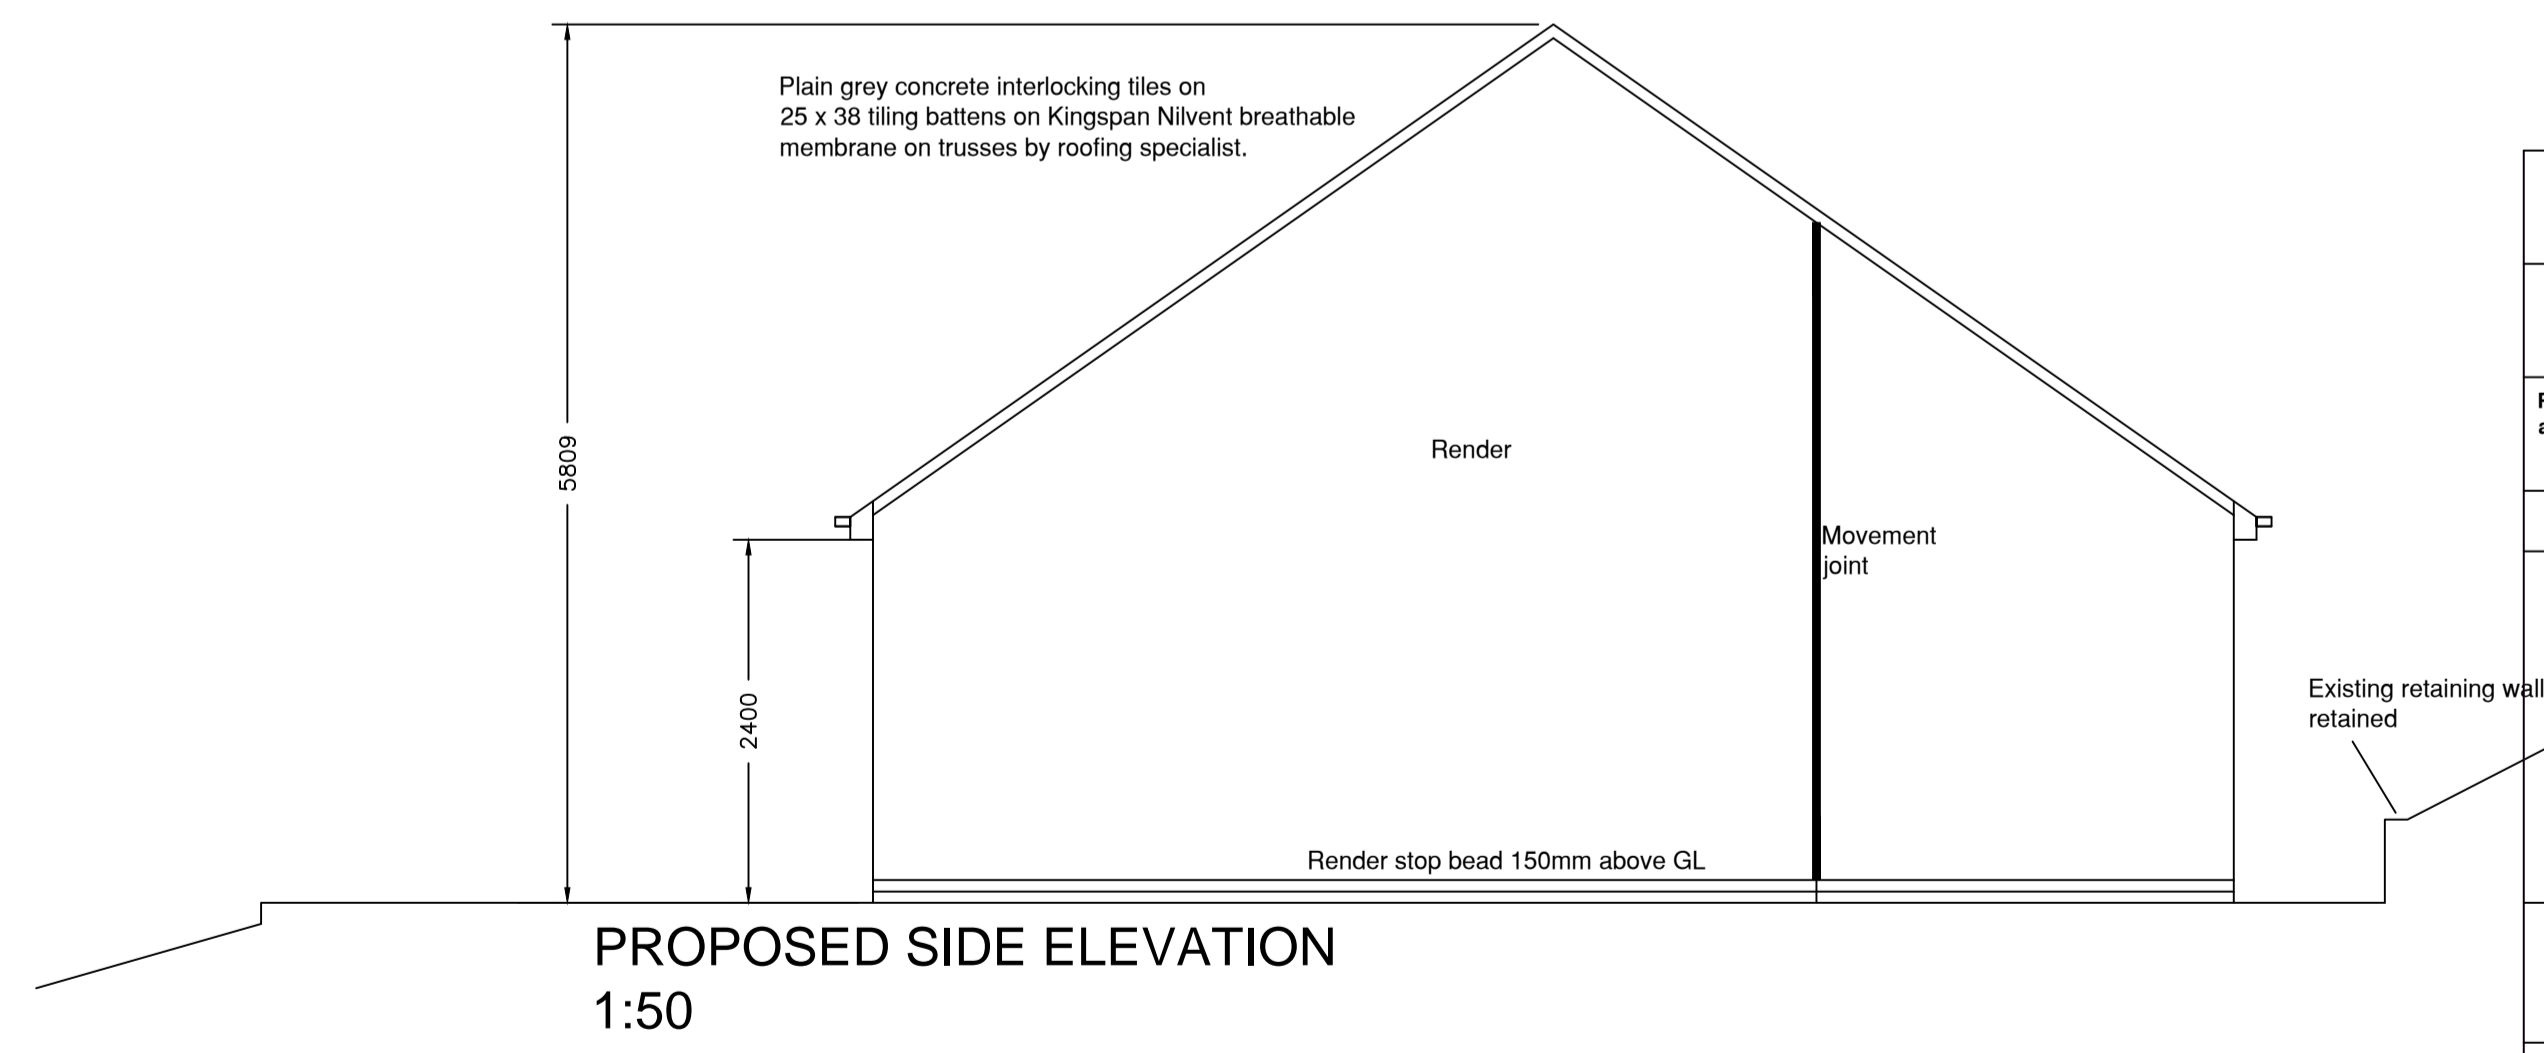 Plain grey concrete interlocking tiles on
25 x 38 tiling battens on Kingspan Nilvent breathable
membrane on trusses by roofing specialist.
5809
Render
Movement
joint
2400
Existing retaining wall
retained
Render stop bead 150mm above GL
PROPOSED SIDE ELEVATION
1:50